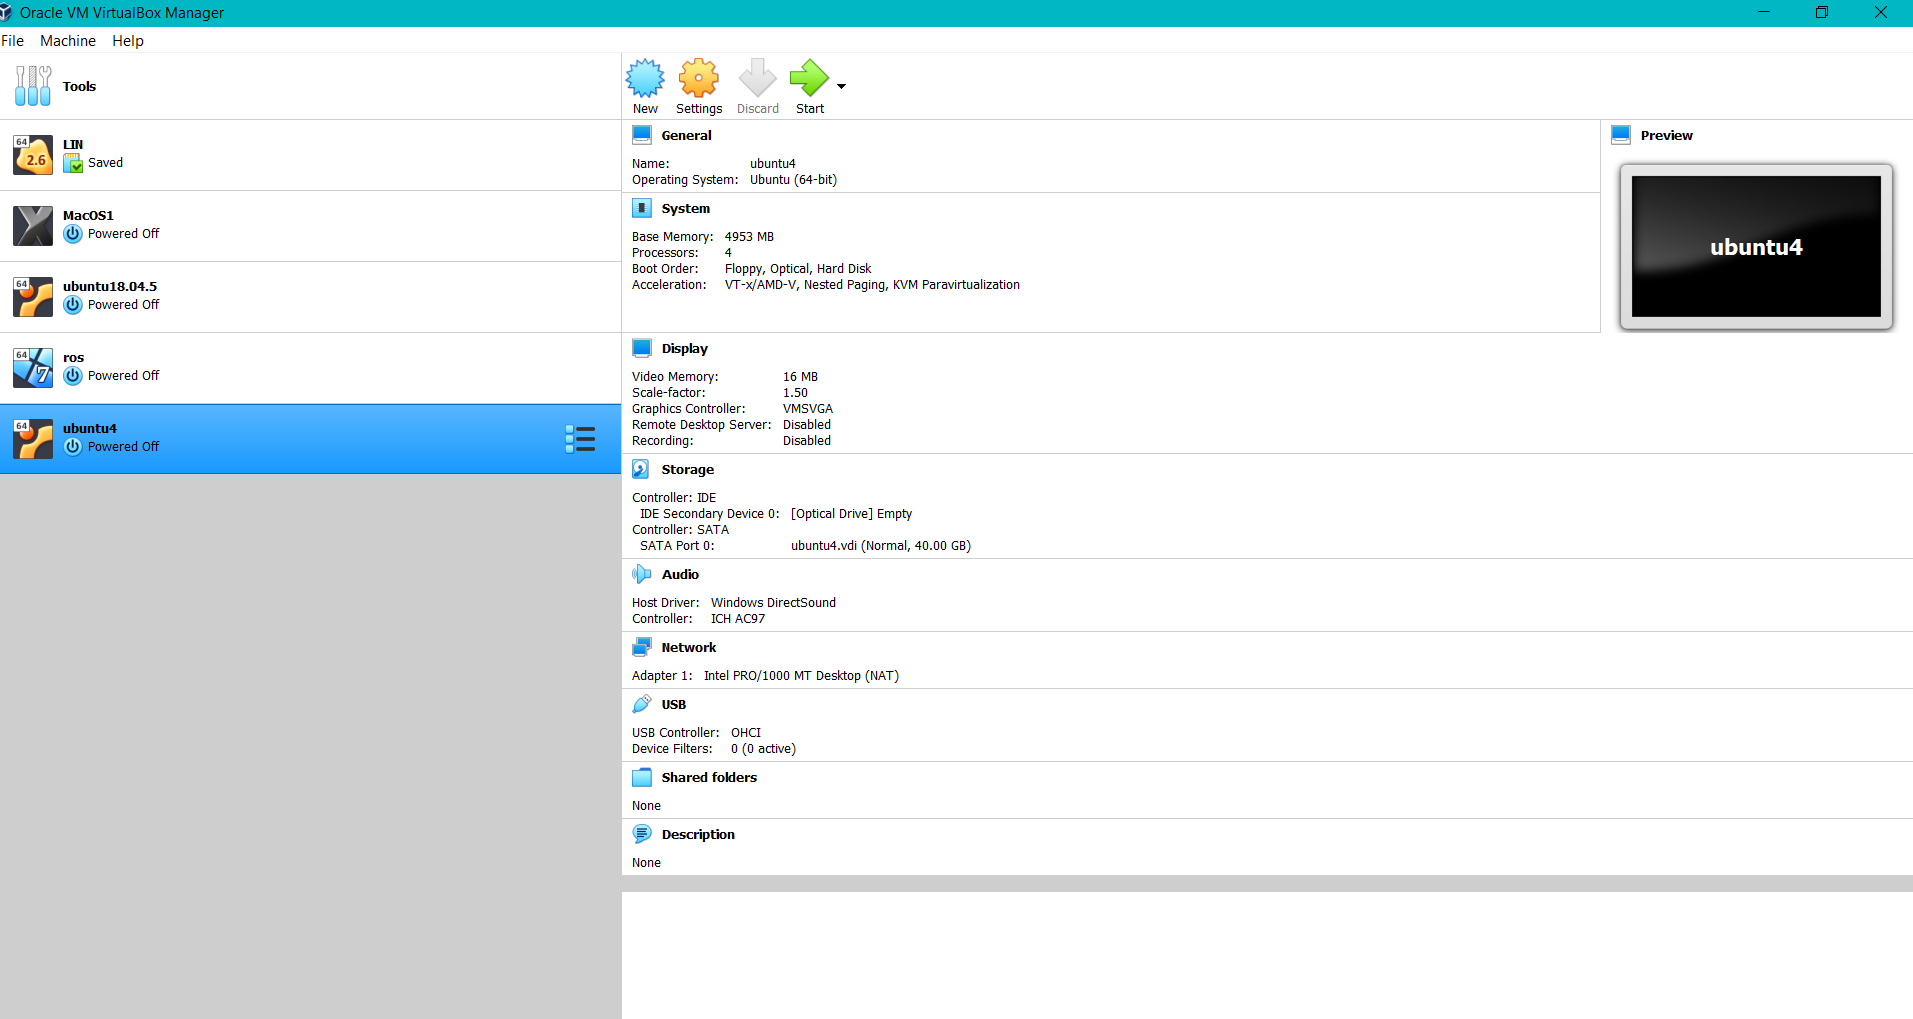 Oracle VM VirtualBox Manager
File Machine Help
Tools
64
2.6
LIN
Saved
MacOS1
Powered Off
64
ubuntu18.04.5
Powered Off
64
7
ros
Powered Off
64
ubuntu4
Powered Off
New Settings Discard Start
General
Name: ubuntu4
Operating System: Ubuntu (64-bit)
Preview
ubuntu4
System
Base Memory: 4953 MB
Processors: 4
Boot Order: Floppy, Optical, Hard Disk
Acceleration: VT-x/AMD-V, Nested Paging, KVM Paravirtualization
Display
Video Memory: 16 MB
Scale-factor: 1.50
Graphics Controller: VMSVGA
Remote Desktop Server: Disabled
Recording: Disabled
Storage
Controller: IDE
IDE Secondary Device 0: [Optical Drive] Empty
Controller: SATA
SATA Port 0: ubuntu4.vdi (Normal, 40.00 GB)
Audio
Host Driver: Windows DirectSound
Controller: ICH AC97
Network
Adapter 1: Intel PRO/1000 MT Desktop (NAT)
USB
USB Controller: OHCI
Device Filters: 0 (0 active)
Shared folders
None
Description
None